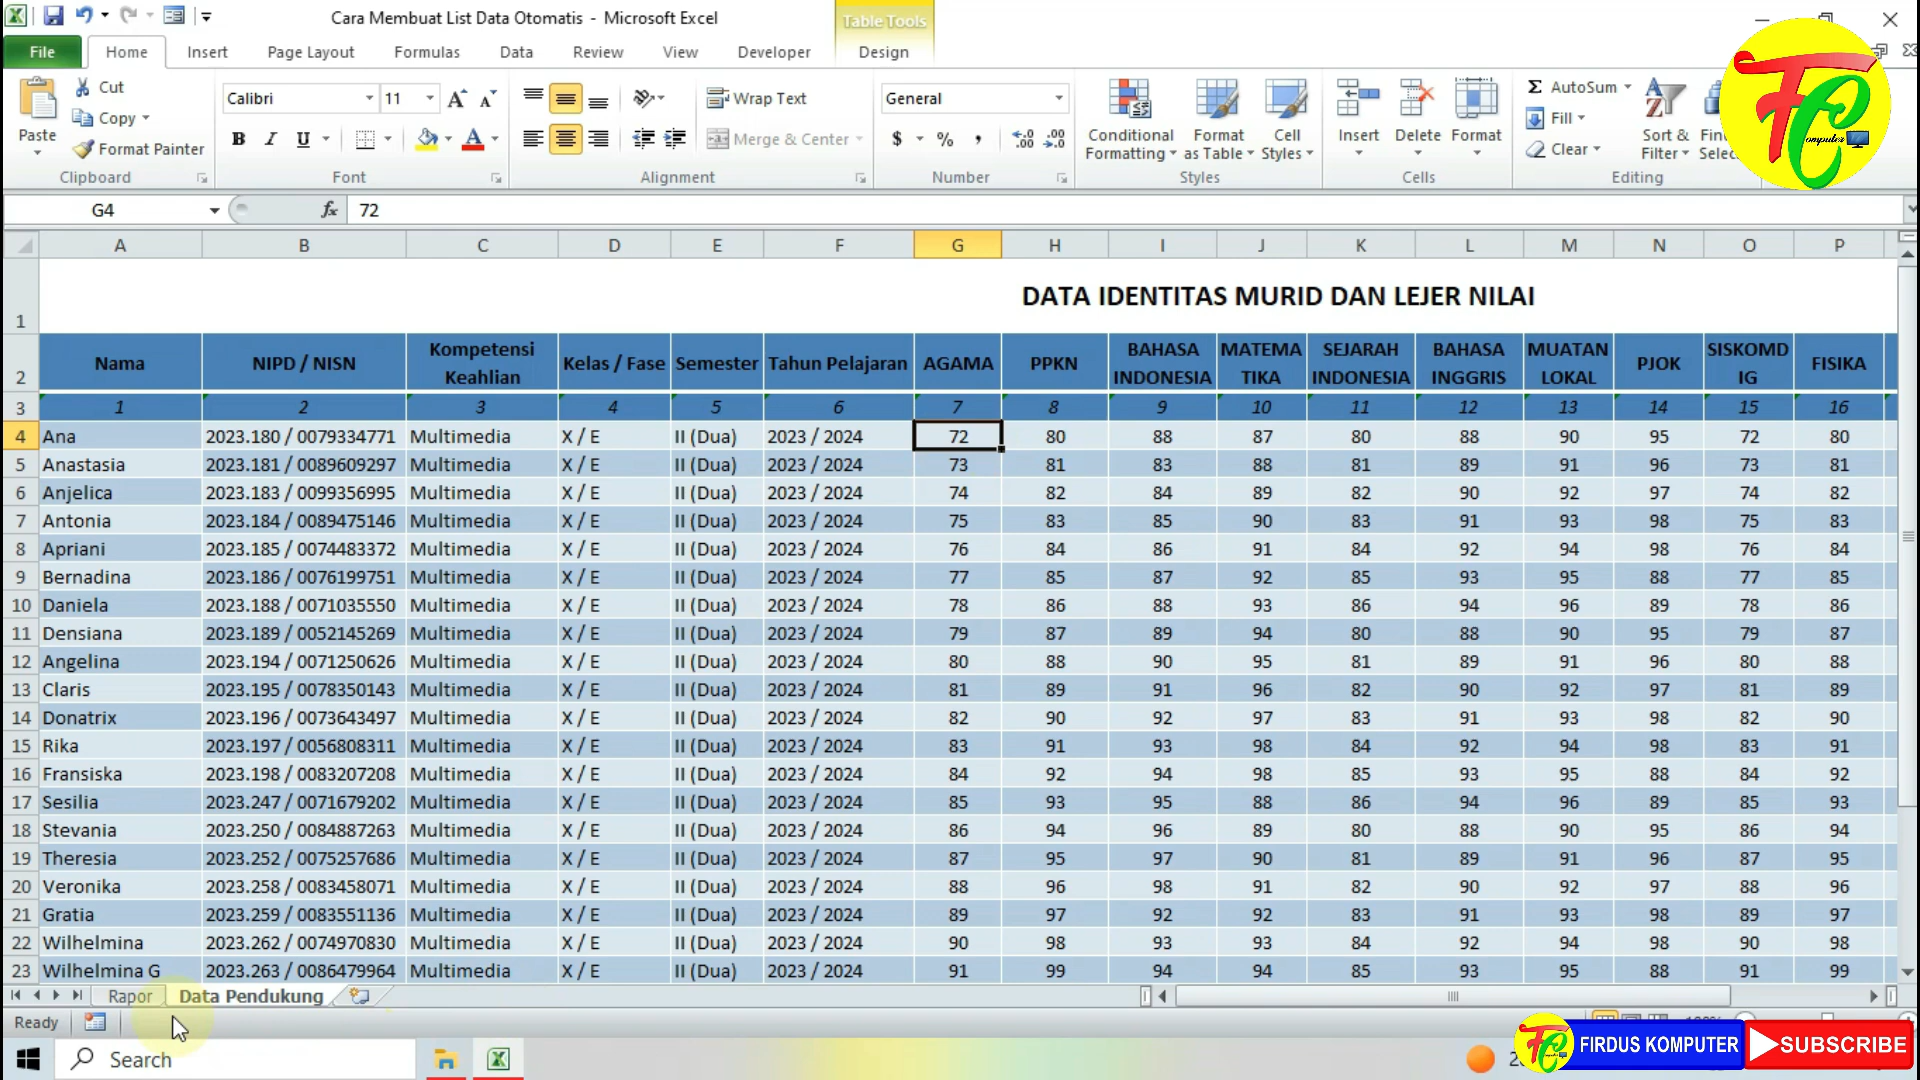 Cara Membuat List Data Otomatis - Microsoft Excel
Table Tools
File Home Insert Page Layout Formulas Data Review View Developer Design
Paste
Cut
Copy
Format Painter
Clipboard
Calibri 11
B I U
Font
Wrap Text
Merge & Center
Alignment
General
$ % ,
Number
Conditional Formatting
Format as Table
Cell Styles
Styles
Insert Delete Format
Cells
Σ AutoSum
Fill
Clear
Sort & Filter
Editing
TC
Computer
G4 fx 72
A B C D E F G H I J K L M N O P
1 DATA IDENTITAS MURID DAN LEJER NILAI
2 Nama NIPD / NISN Kompetensi Keahlian Kelas / Fase Semester Tahun Pelajaran AGAMA PPKN BAHASA INDONESIA MATEMA TIKA SEJARAH INDONESIA BAHASA INGGRIS MUATAN LOKAL PJOK SISKOMD IG FISIKA
3 1 2 3 4 5 6 7 8 9 10 11 12 13 14 15 16
4 Ana 2023.180 / 0079334771 Multimedia X / E II (Dua) 2023 / 2024 72 80 88 87 80 88 90 95 72 80
5 Anastasia 2023.181 / 0089609297 Multimedia X / E II (Dua) 2023 / 2024 73 81 83 88 81 89 91 96 73 81
6 Anjelica 2023.183 / 0099356995 Multimedia X / E II (Dua) 2023 / 2024 74 82 84 89 82 90 92 97 74 82
7 Antonia 2023.184 / 0089475146 Multimedia X / E II (Dua) 2023 / 2024 75 83 85 90 83 91 93 98 75 83
8 Apriani 2023.185 / 0074483372 Multimedia X / E II (Dua) 2023 / 2024 76 84 86 91 84 92 94 98 76 84
9 Bernadina 2023.186 / 0076199751 Multimedia X / E II (Dua) 2023 / 2024 77 85 87 92 85 93 95 88 77 85
10 Daniela 2023.188 / 0071035550 Multimedia X / E II (Dua) 2023 / 2024 78 86 88 93 86 94 96 89 78 86
11 Densiana 2023.189 / 0052145269 Multimedia X / E II (Dua) 2023 / 2024 79 87 89 94 80 88 90 95 79 87
12 Angelina 2023.194 / 0071250626 Multimedia X / E II (Dua) 2023 / 2024 80 88 90 95 81 89 91 96 80 88
13 Claris 2023.195 / 0078350143 Multimedia X / E II (Dua) 2023 / 2024 81 89 91 96 82 90 92 97 81 89
14 Donatrix 2023.196 / 0073643497 Multimedia X / E II (Dua) 2023 / 2024 82 90 92 97 83 91 93 98 82 90
15 Rika 2023.197 / 0056808311 Multimedia X / E II (Dua) 2023 / 2024 83 91 93 98 84 92 94 98 83 91
16 Fransiska 2023.198 / 0083207208 Multimedia X / E II (Dua) 2023 / 2024 84 92 94 98 85 93 95 88 84 92
17 Sesilia 2023.247 / 0071679202 Multimedia X / E II (Dua) 2023 / 2024 85 93 95 88 86 94 96 89 85 93
18 Stevania 2023.250 / 0084887263 Multimedia X / E II (Dua) 2023 / 2024 86 94 96 89 80 88 90 95 86 94
19 Theresia 2023.252 / 0075257686 Multimedia X / E II (Dua) 2023 / 2024 87 95 97 90 81 89 91 96 87 95
20 Veronika 2023.258 / 0083458071 Multimedia X / E II (Dua) 2023 / 2024 88 96 98 91 82 90 92 97 88 96
21 Gratia 2023.259 / 0083551136 Multimedia X / E II (Dua) 2023 / 2024 89 97 92 92 83 91 93 98 89 97
22 Wilhelmina 2023.262 / 0074970830 Multimedia X / E II (Dua) 2023 / 2024 90 98 93 93 84 92 94 98 90 98
23 Wilhelmina G 2023.263 / 0086479964 Multimedia X / E II (Dua) 2023 / 2024 91 99 94 94 85 93 95 88 91 99
Rapor Data Pendukung
Ready
Search
FIRDUS KOMPUTER SUBSCRIBE